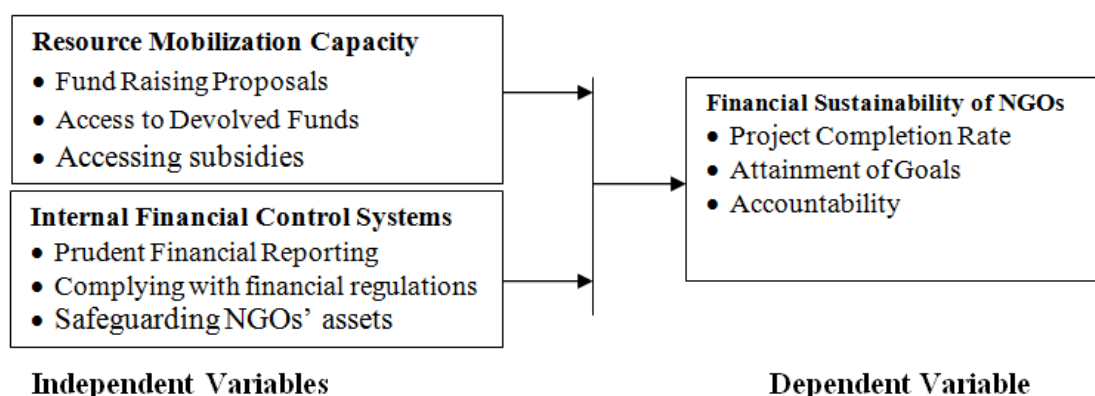 Resource Mobilization Capacity
• Fund Raising Proposals
• Access to Devolved Funds
• Accessing subsidies
Internal Financial Control Systems
• Prudent Financial Reporting
• Complying with financial regulations
• Safeguarding NGOs’ assets
Financial Sustainability of NGOs
• Project Completion Rate
• Attainment of Goals
• Accountability
Independent Variables
Dependent Variable